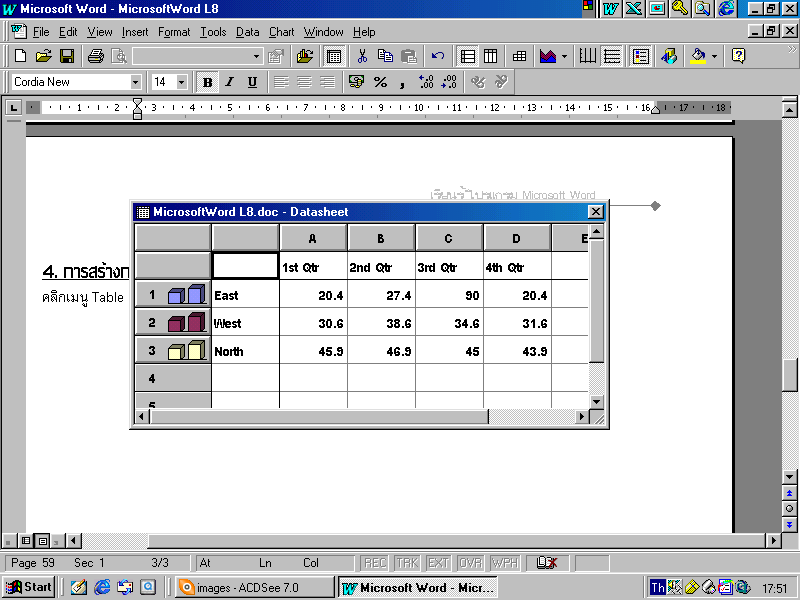 Microsoft Word - MicrosoftWord L8
File Edit View Insert Format Tools Data Chart Window Help
Cordia New 14 B I U
1 2 3 4 5 6 7 8 9 10 11 12 13 14 15 16 17 18
เรียนรู้โปรแกรม Microsoft Word
MicrosoftWord L8.doc - Datasheet
A B C D E
1st Qtr 2nd Qtr 3rd Qtr 4th Qtr
4. การสร้างก
คลิกเมนู Table
1 East 20.4 27.4 90 20.4
2 West 30.6 38.6 34.6 31.6
3 North 45.9 46.9 45 43.9
4
5
Page 59 Sec 1 3/3 At Ln Col REC TRK EXT OVR WPH
Start images - ACDSee 7.0 Microsoft Word - Micr... Th 17:51